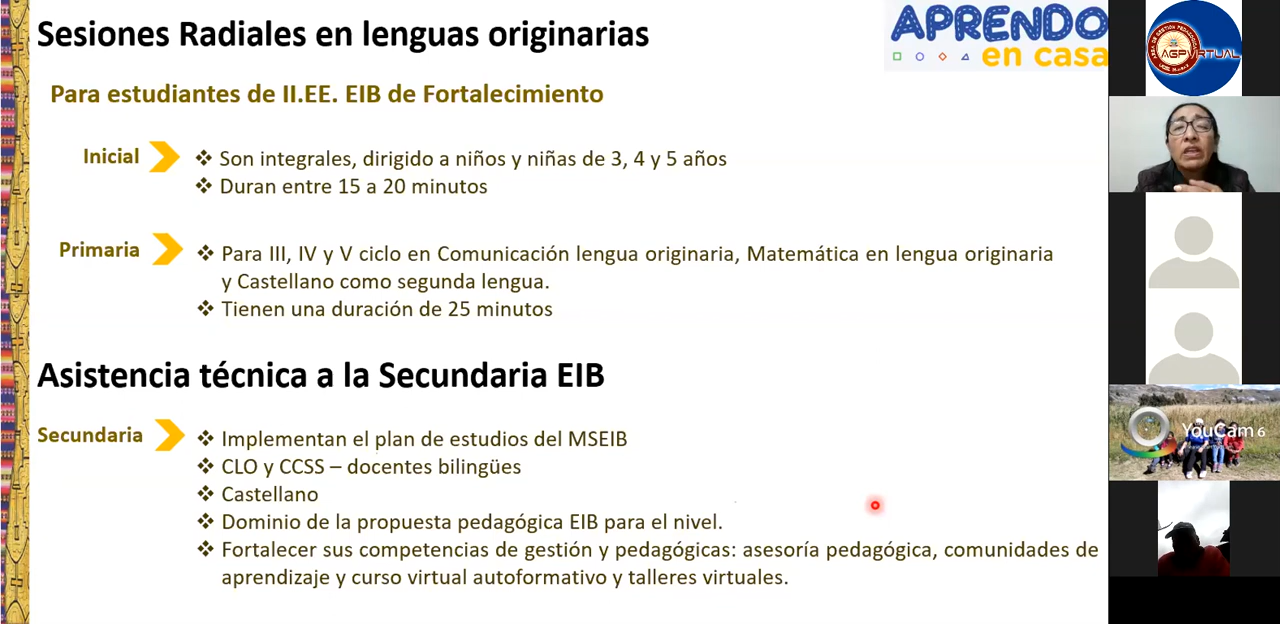 Sesiones Radiales en lenguas originarias
APRENDO
en casa
Para estudiantes de II.EE. EIB de Fortalecimiento
Inicial
❖ Son integrales, dirigido a niños y niñas de 3, 4 y 5 años
❖ Duran entre 15 a 20 minutos
Primaria
❖ Para III, IV y V ciclo en Comunicación lengua originaria, Matemática en lengua originaria
y Castellano como segunda lengua.
❖ Tienen una duración de 25 minutos
Asistencia técnica a la Secundaria EIB
Secundaria
❖ Implementan el plan de estudios del MSEIB
❖ CLO y CCSS – docentes bilingües
❖ Castellano
❖ Dominio de la propuesta pedagógica EIB para el nivel.
❖ Fortalecer sus competencias de gestión y pedagógicas: asesoría pedagógica, comunidades de
aprendizaje y curso virtual autoformativo y talleres virtuales.
AGPVIRTUAL
YouCam 6